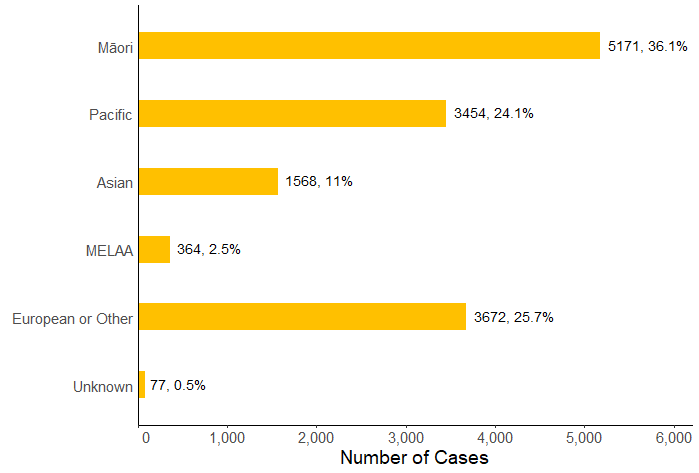 Māori 5171, 36.1%
Pacific 3454, 24.1%
Asian 1568, 11%
MELAA 364, 2.5%
European or Other 3672, 25.7%
Unknown 77, 0.5%
0 1,000 2,000 3,000 4,000 5,000 6,000
Number of Cases